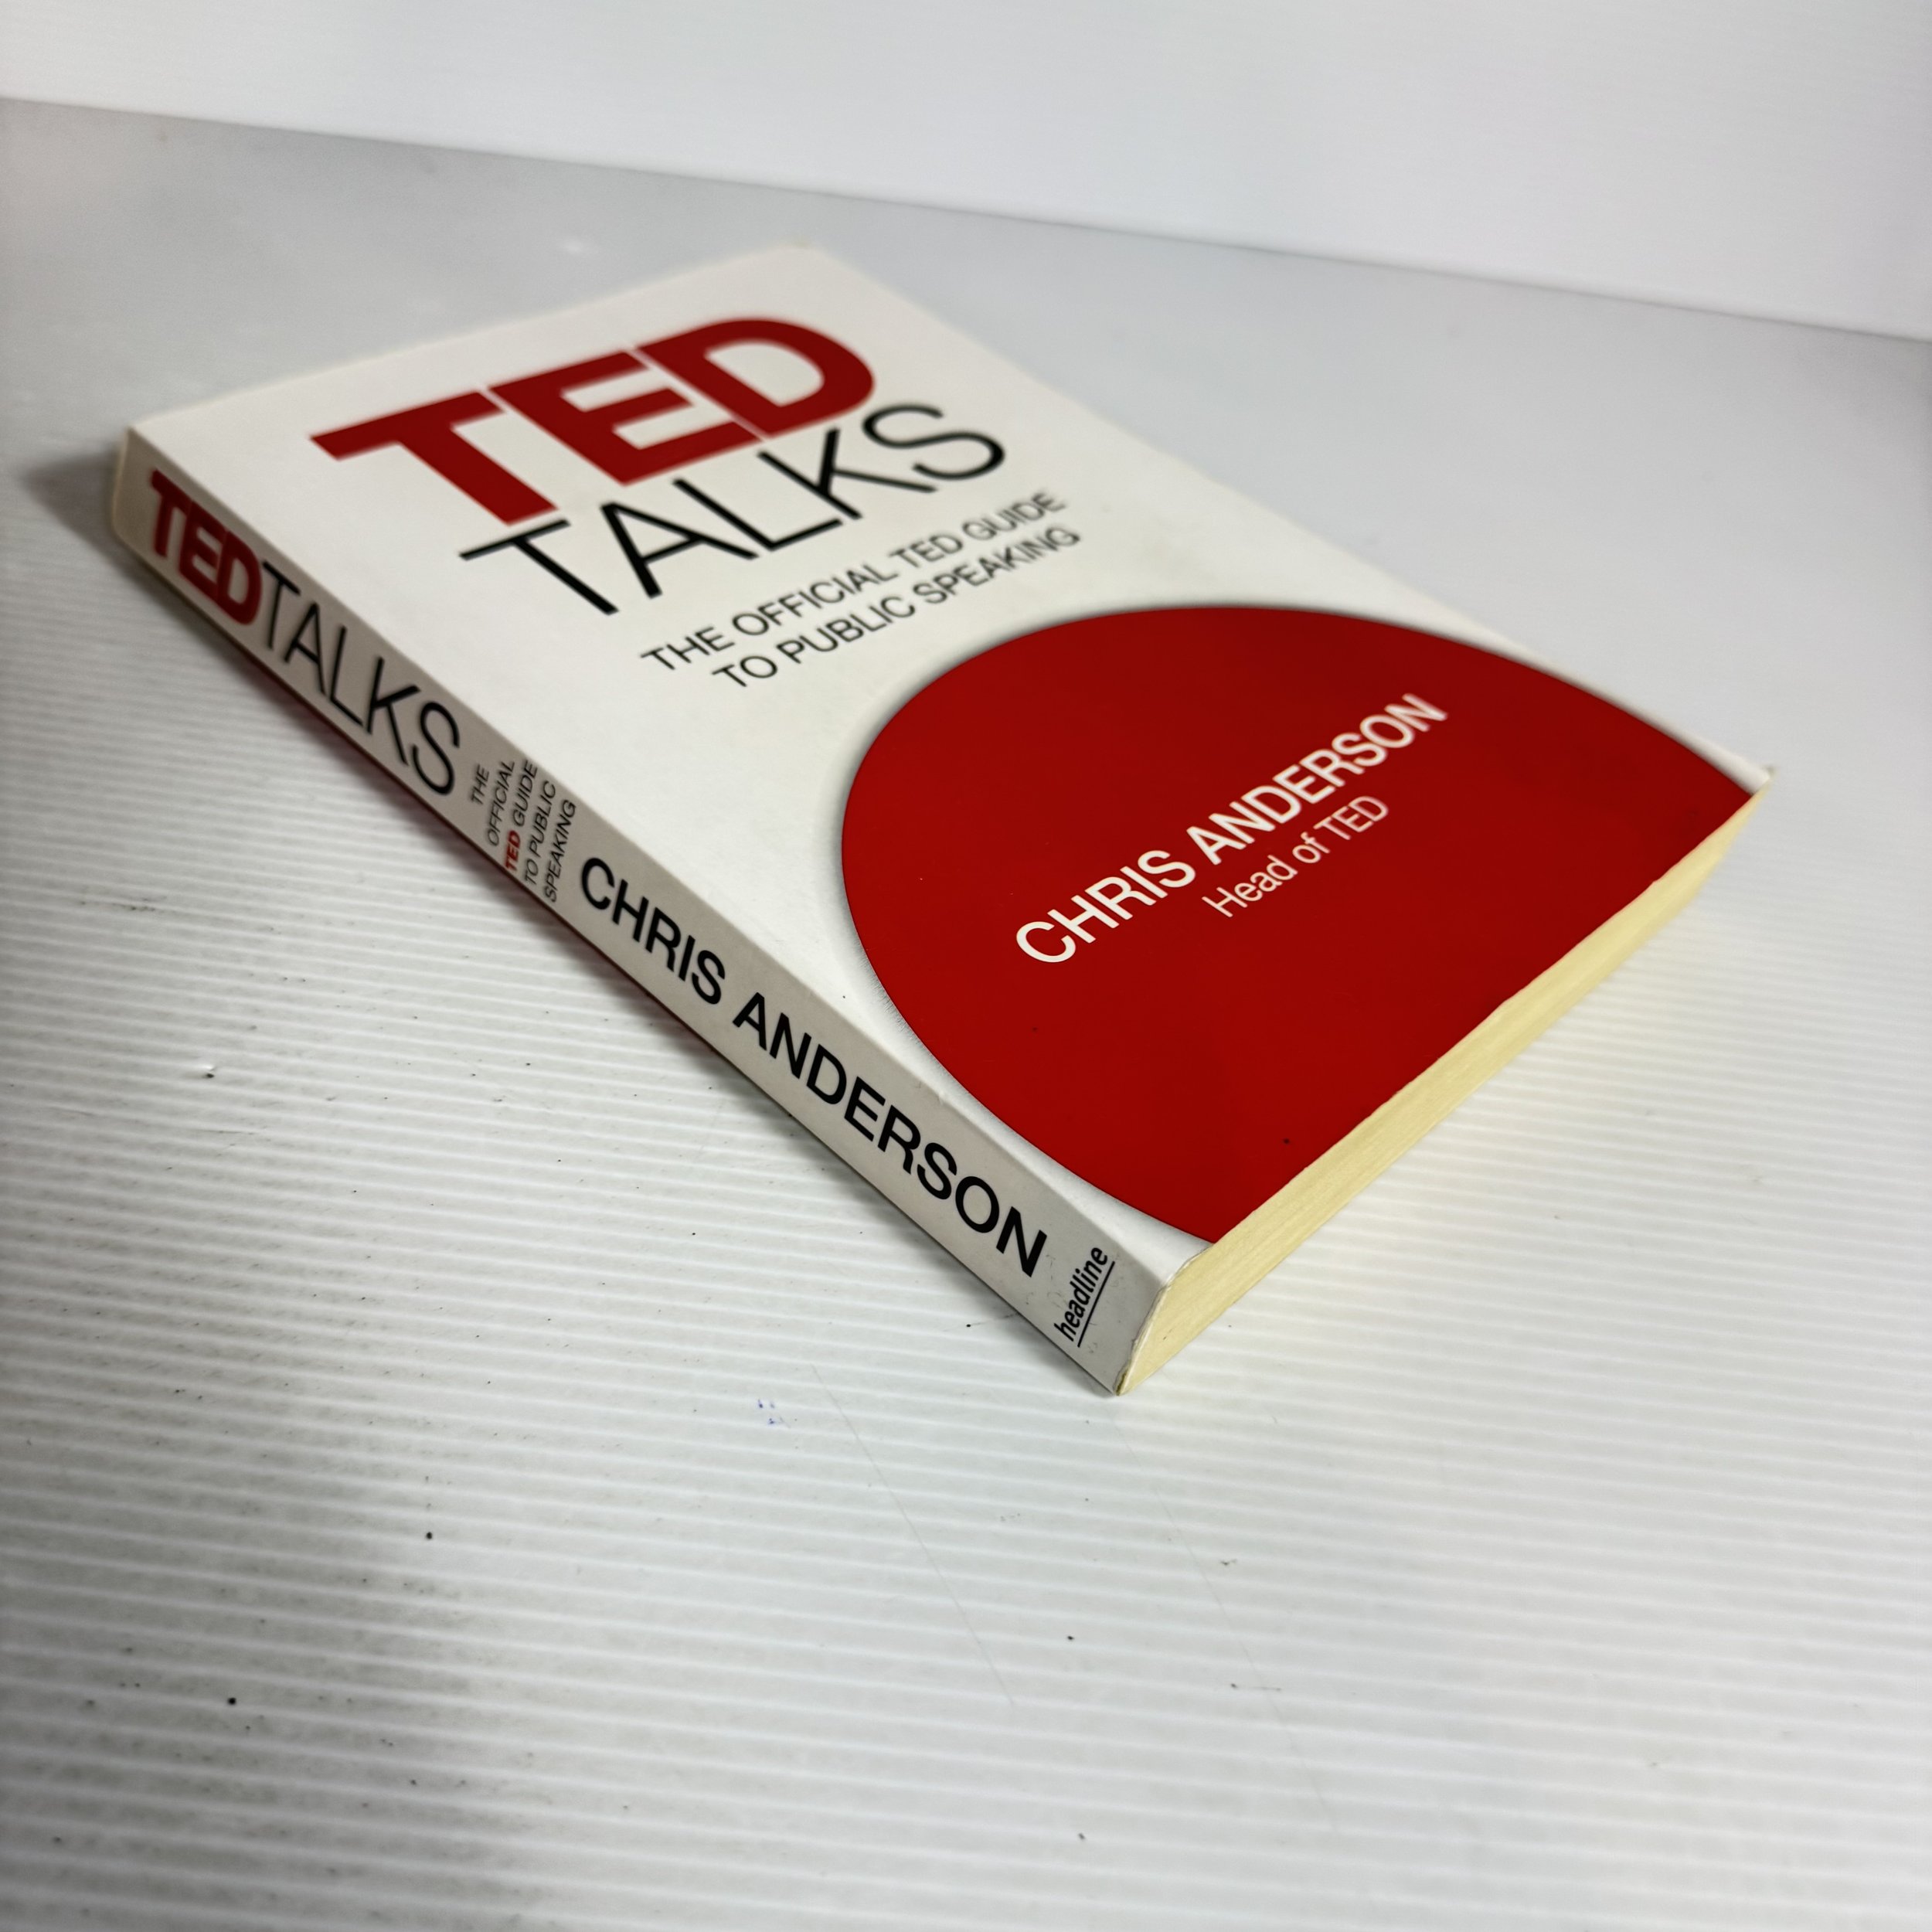 TED
TALKS
THE OFFICIAL TED GUIDE
TO PUBLIC SPEAKING
CHRIS ANDERSON
Head of TED
TEDTALKS
THE
OFFICIAL
TED GUIDE
TO PUBLIC
SPEAKING
CHRIS ANDERSON
headline